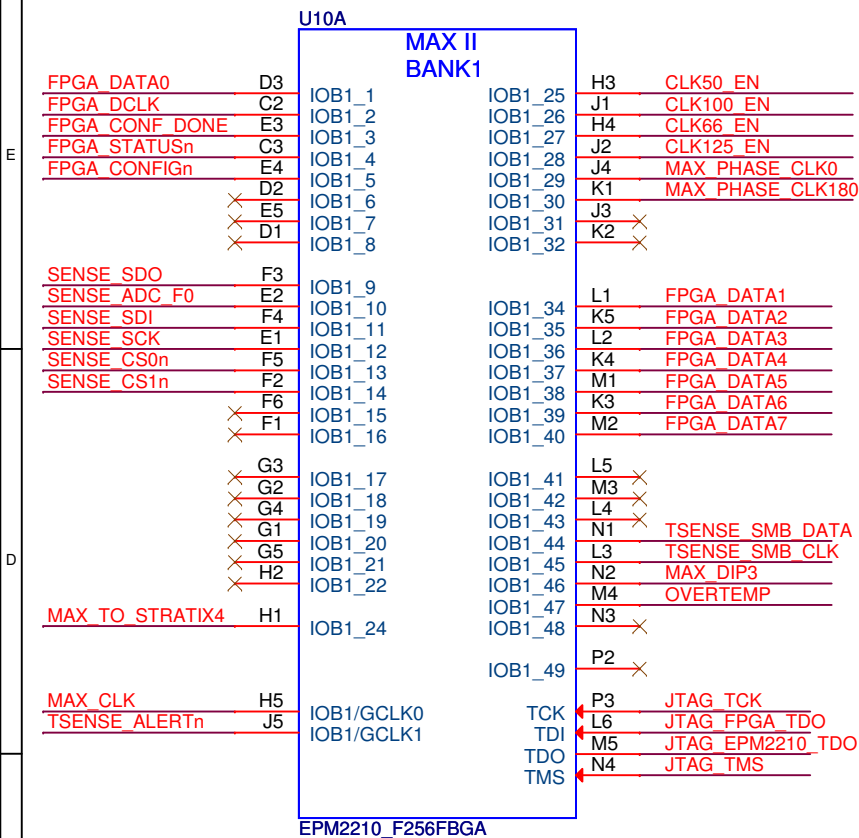 U10A
MAX II
BANK1
FPGA_DATA0 D3 IOB1_1 IOB1_25 H3 CLK50_EN
FPGA_DCLK C2 IOB1_2 IOB1_26 J1 CLK100_EN
FPGA_CONF_DONE E3 IOB1_3 IOB1_27 H4 CLK66_EN
E FPGA_STATUSn C3 IOB1_4 IOB1_28 J2 CLK125_EN
FPGA_CONFIGn E4 IOB1_5 IOB1_29 J4 MAX_PHASE_CLK0
D2 IOB1_6 IOB1_30 K1 MAX_PHASE_CLK180
E5 IOB1_7 IOB1_31 J3
D1 IOB1_8 IOB1_32 K2
SENSE_SDO F3 IOB1_9
SENSE_ADC_F0 E2 IOB1_10 IOB1_34 L1 FPGA_DATA1
SENSE_SDI F4 IOB1_11 IOB1_35 K5 FPGA_DATA2
SENSE_SCK E1 IOB1_12 IOB1_36 L2 FPGA_DATA3
SENSE_CS0n F5 IOB1_13 IOB1_37 K4 FPGA_DATA4
SENSE_CS1n F2 IOB1_14 IOB1_38 M1 FPGA_DATA5
F6 IOB1_15 IOB1_39 K3 FPGA_DATA6
F1 IOB1_16 IOB1_40 M2 FPGA_DATA7
G3 IOB1_17 IOB1_41 L5
G2 IOB1_18 IOB1_42 M3
G4 IOB1_19 IOB1_43 L4
G1 IOB1_20 IOB1_44 N1 TSENSE_SMB_DATA
D G5 IOB1_21 IOB1_45 L3 TSENSE_SMB_CLK
H2 IOB1_22 IOB1_46 N2 MAX_DIP3
IOB1_47 M4 OVERTEMP
MAX_TO_STRATIX4 H1 IOB1_24 IOB1_48 N3
IOB1_49 P2
MAX_CLK H5 IOB1/GCLK0 TCK P3 JTAG_TCK
TSENSE_ALERTn J5 IOB1/GCLK1 TDI L6 JTAG_FPGA_TDO
TDO M5 JTAG_EPM2210_TDO
TMS N4 JTAG_TMS
EPM2210_F256FBGA